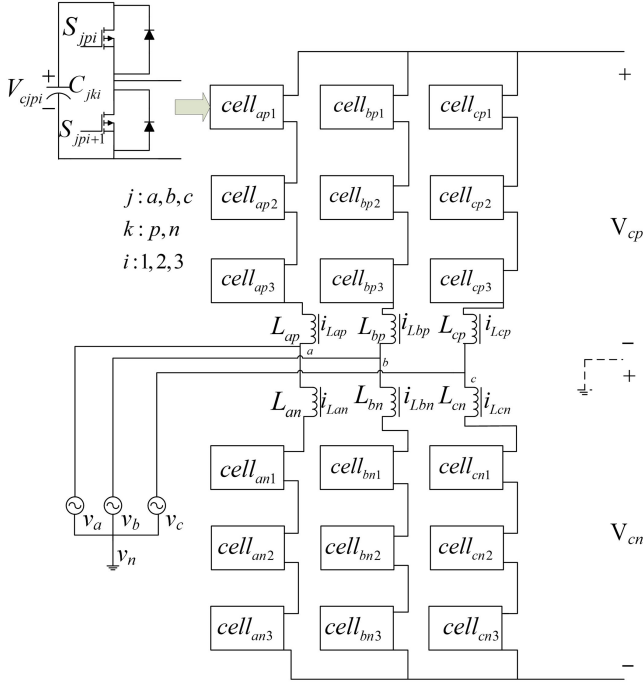 S_jpi
+
V_cjpi
C_jki
−
S_jpi+1
j : a, b, c
k : p, n
i : 1, 2, 3
cell_ap1 cell_bp1 cell_cp1
+
cell_ap2 cell_bp2 cell_cp2
V_cp
cell_ap3 cell_bp3 cell_cp3
L_ap i_Lap L_bp i_Lbp L_cp i_Lcp
−
a b c
+
L_an i_Lan L_bn i_Lbn L_cn i_Lcn
cell_an1 cell_bn1 cell_cn1
v_a v_b v_c
V_cn
v_n
cell_an2 cell_bn2 cell_cn2
cell_an3 cell_bn3 cell_cn3
−